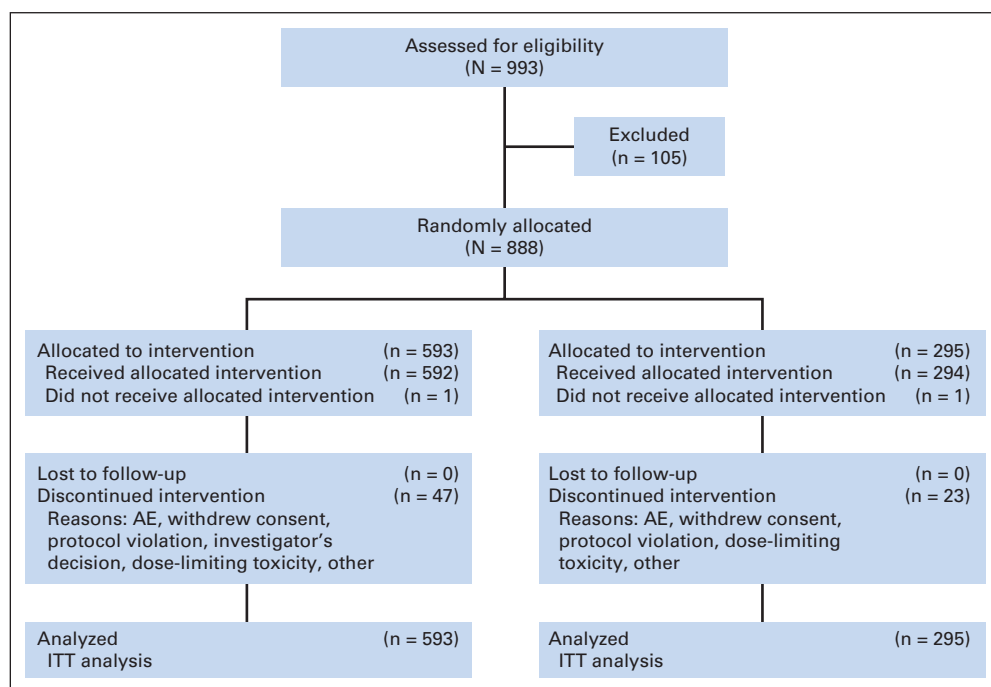 Assessed for eligibility
(N = 993)
Excluded
(n = 105)
Randomly allocated
(N = 888)
Allocated to intervention (n = 593)
Received allocated intervention (n = 592)
Did not receive allocated intervention (n = 1)
Lost to follow-up (n = 0)
Discontinued intervention (n = 47)
Reasons: AE, withdrew consent,
protocol violation, investigator's
decision, dose-limiting toxicity, other
Analyzed (n = 593)
ITT analysis
Allocated to intervention (n = 295)
Received allocated intervention (n = 294)
Did not receive allocated intervention (n = 1)
Lost to follow-up (n = 0)
Discontinued intervention (n = 23)
Reasons: AE, withdrew consent,
protocol violation, dose-limiting
toxicity, other
Analyzed (n = 295)
ITT analysis